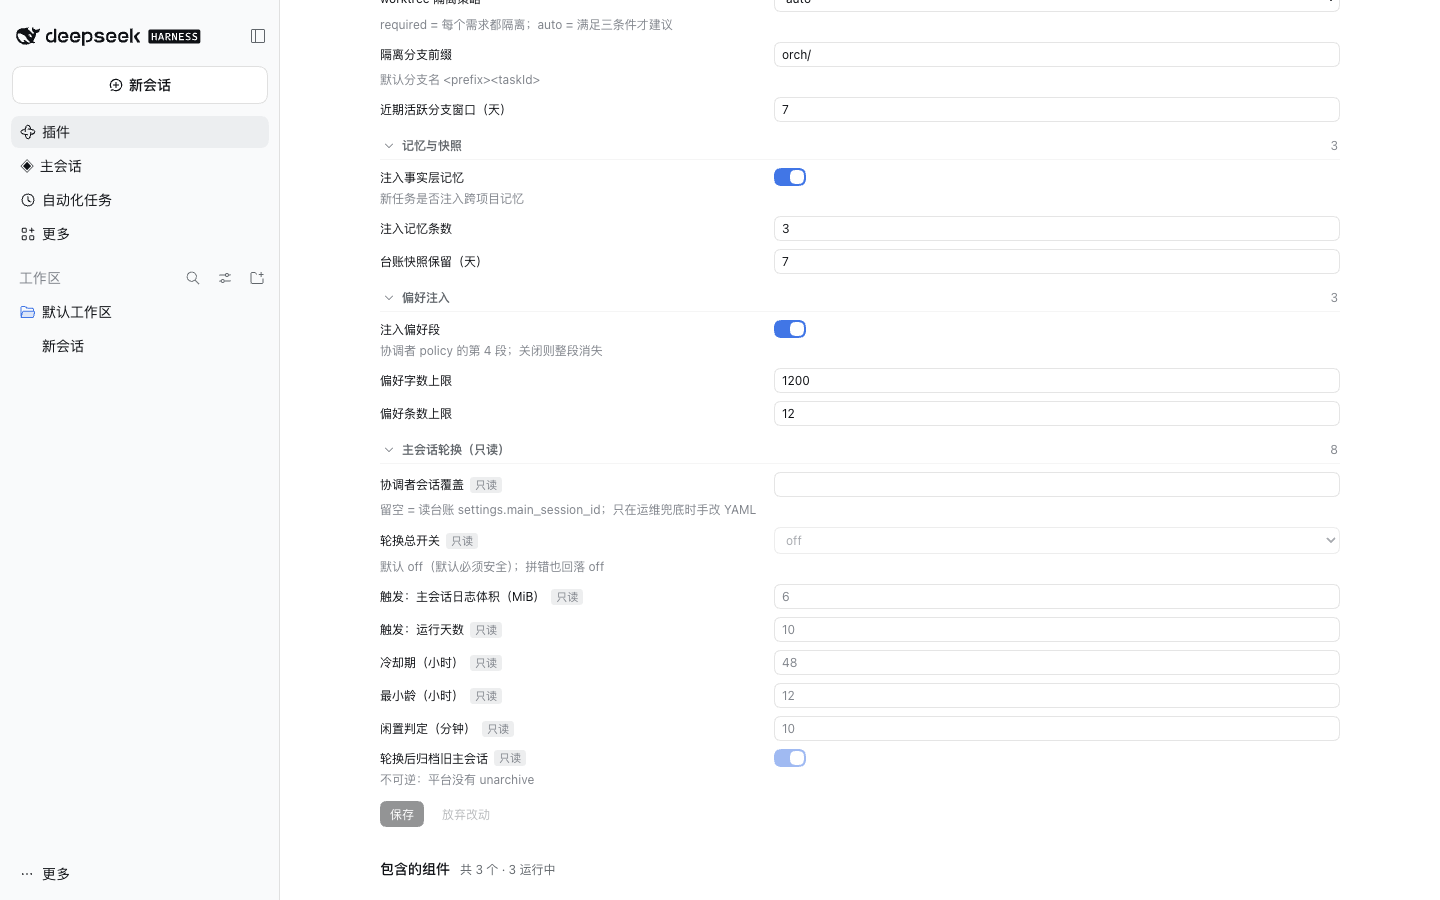 worktree 隔离策略
auto
required = 每个需求都隔离；auto = 满足三条件才建议
隔离分支前缀
orch/
默认分支名 <prefix><taskId>
近期活跃分支窗口（天）
7
记忆与快照
3
注入事实层记忆
新任务是否注入跨项目记忆
注入记忆条数
3
台账快照保留（天）
7
偏好注入
3
注入偏好段
协调者 policy 的第 4 段；关闭则整段消失
偏好字数上限
1200
偏好条数上限
12
主会话轮换（只读）
8
协调者会话覆盖 只读
留空 = 读台账 settings.main_session_id；只在运维兜底时手改 YAML
轮换总开关 只读
off
默认 off（默认必须安全）；拼错也回落 off
触发：主会话日志体积（MiB） 只读
6
触发：运行天数 只读
10
冷却期（小时） 只读
48
最小龄（小时） 只读
12
闲置判定（分钟） 只读
10
轮换后归档旧主会话 只读
不可逆：平台没有 unarchive
保存
放弃改动
包含的组件 共 3 个 · 3 运行中
deepseek HARNESS
新会话
插件
主会话
自动化任务
更多
工作区
默认工作区
新会话
更多